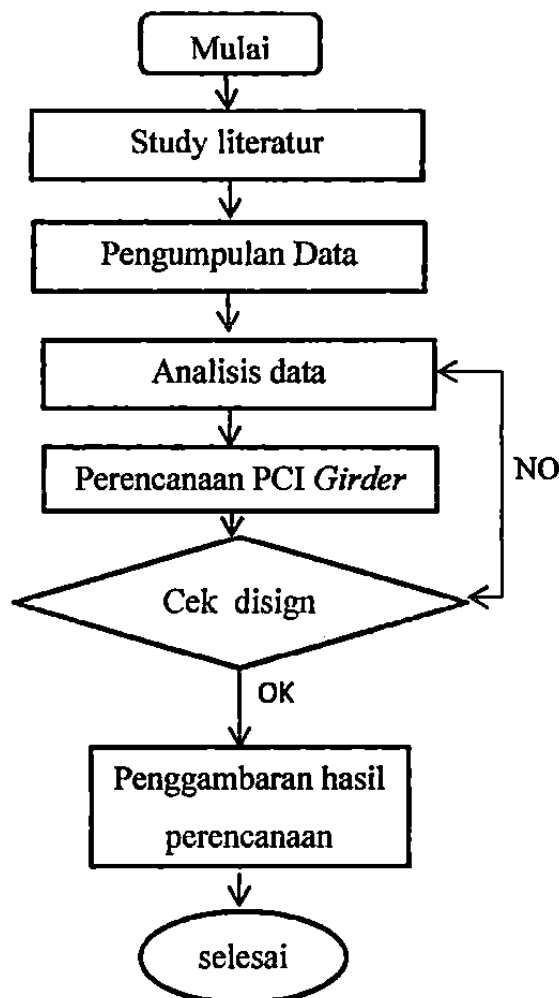 Mulai
Study literatur
Pengumpulan Data
Analisis data
Perencanaan PCI Girder
NO
Cek disign
OK
Penggambaran hasil
perencanaan
selesai